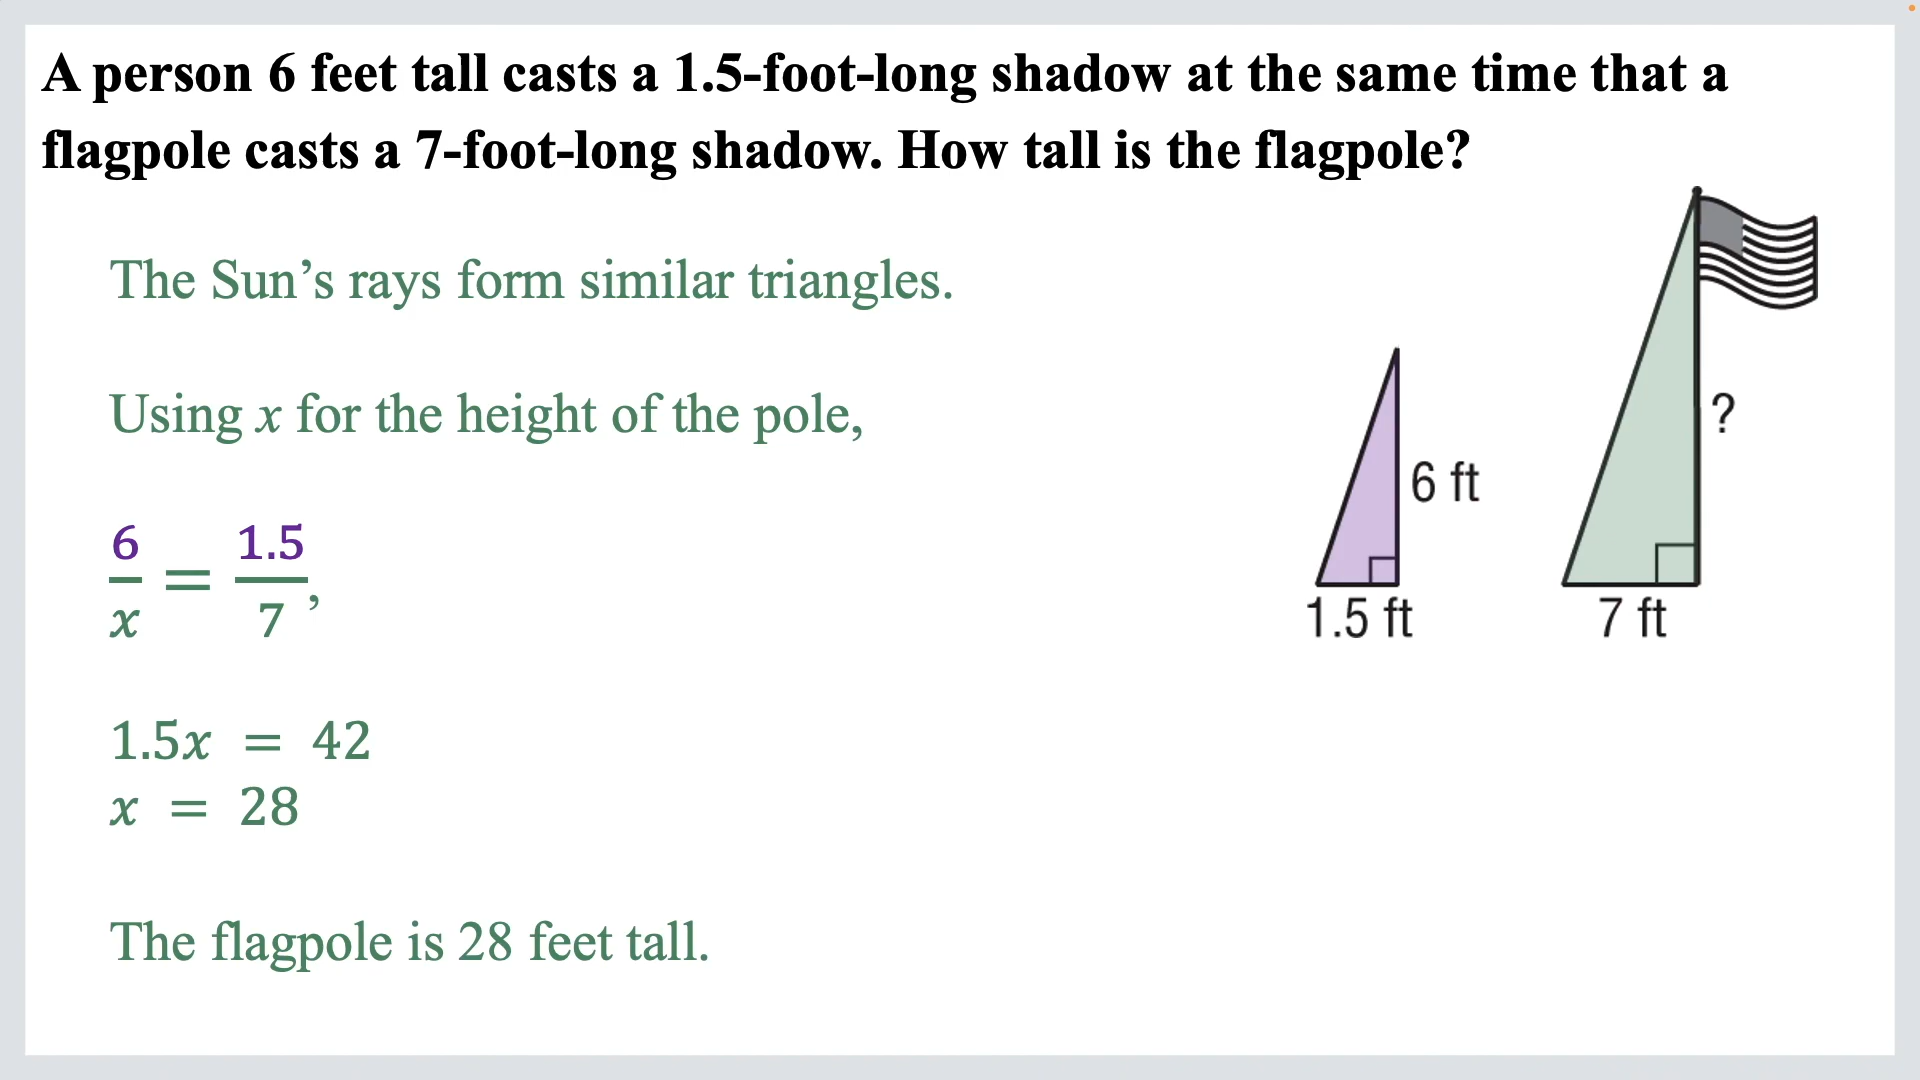 A person 6 feet tall casts a 1.5-foot-long shadow at the same time that a
flagpole casts a 7-foot-long shadow. How tall is the flagpole?
The Sun’s rays form similar triangles.
Using x for the height of the pole,
6/x = 1.5/7,
1.5x = 42
x = 28
The flagpole is 28 feet tall.
6 ft
1.5 ft
?
7 ft